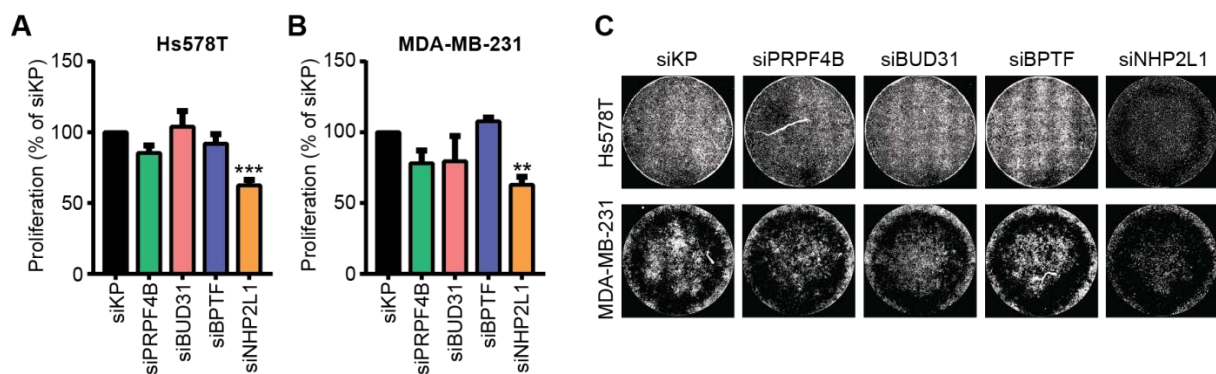 A
Hs578T
Proliferation (% of siKP)
150
100
50
0
***
siKP
siPRPF4B
siBUD31
siBPTF
siNHP2L1
B
MDA-MB-231
Proliferation (% of siKP)
150
100
50
0
**
siKP
siPRPF4B
siBUD31
siBPTF
siNHP2L1
C
siKP siPRPF4B siBUD31 siBPTF siNHP2L1
Hs578T
MDA-MB-231